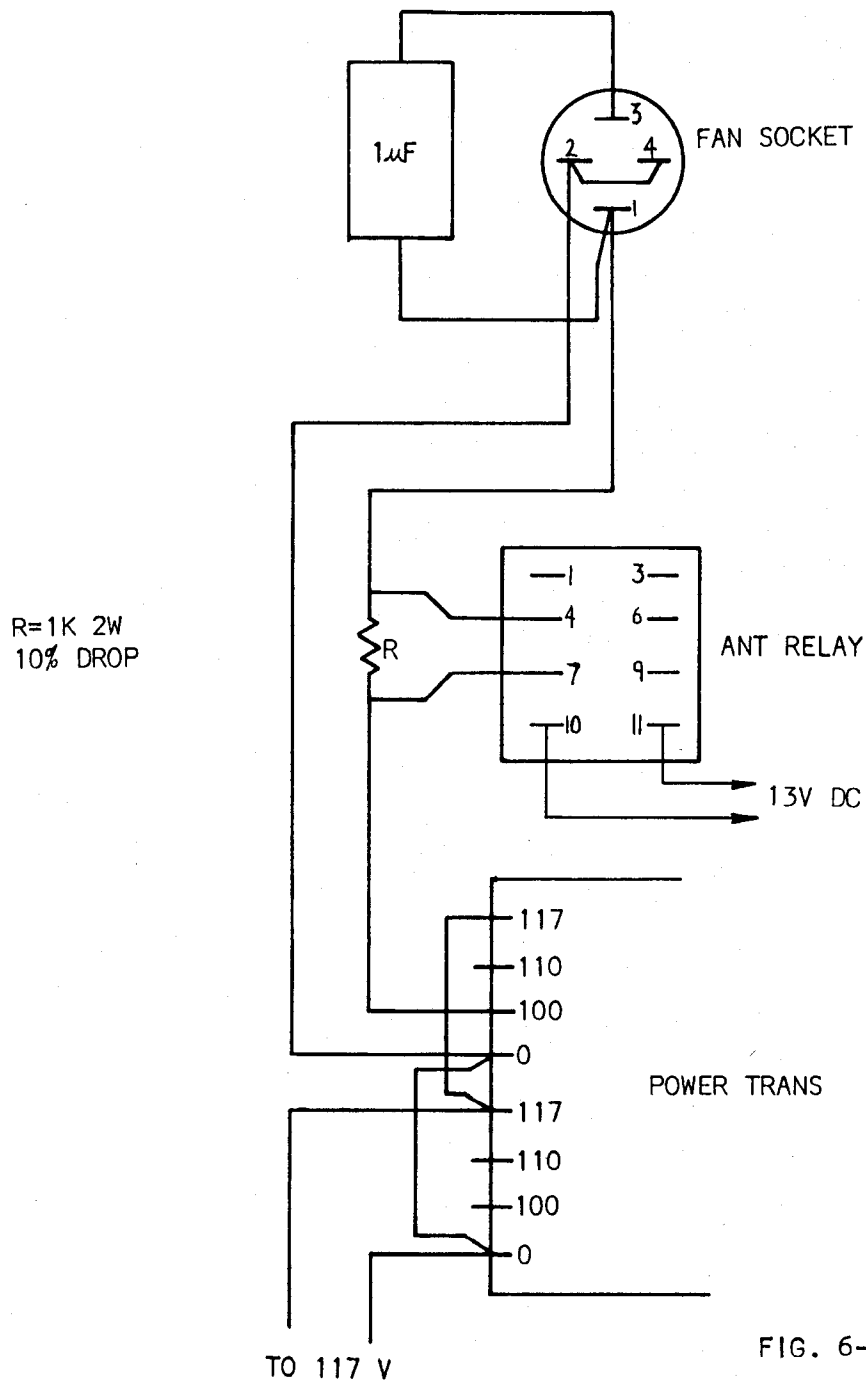 1μF
3
2 4
1
FAN SOCKET
R=1K 2W
10% DROP
R
1 3
4 6
7 9
10 11
ANT RELAY
13V DC
117
110
100
0
117
110
100
0
POWER TRANS
TO 117 V
FIG. 6-